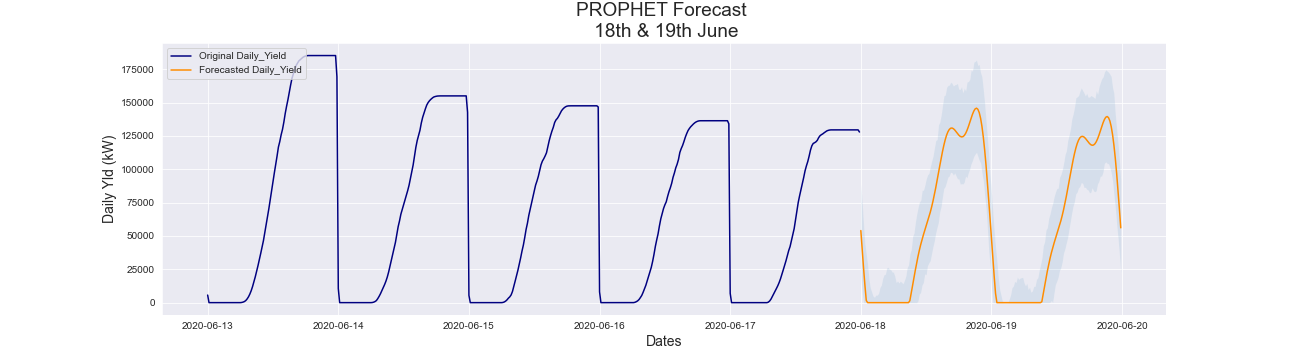 PROPHET Forecast
18th & 19th June
Original Daily_Yield
Forecasted Daily_Yield
Daily Yld (kW)
175000
150000
125000
100000
75000
50000
25000
0
2020-06-13 2020-06-14 2020-06-15 2020-06-16 2020-06-17 2020-06-18 2020-06-19 2020-06-20
Dates